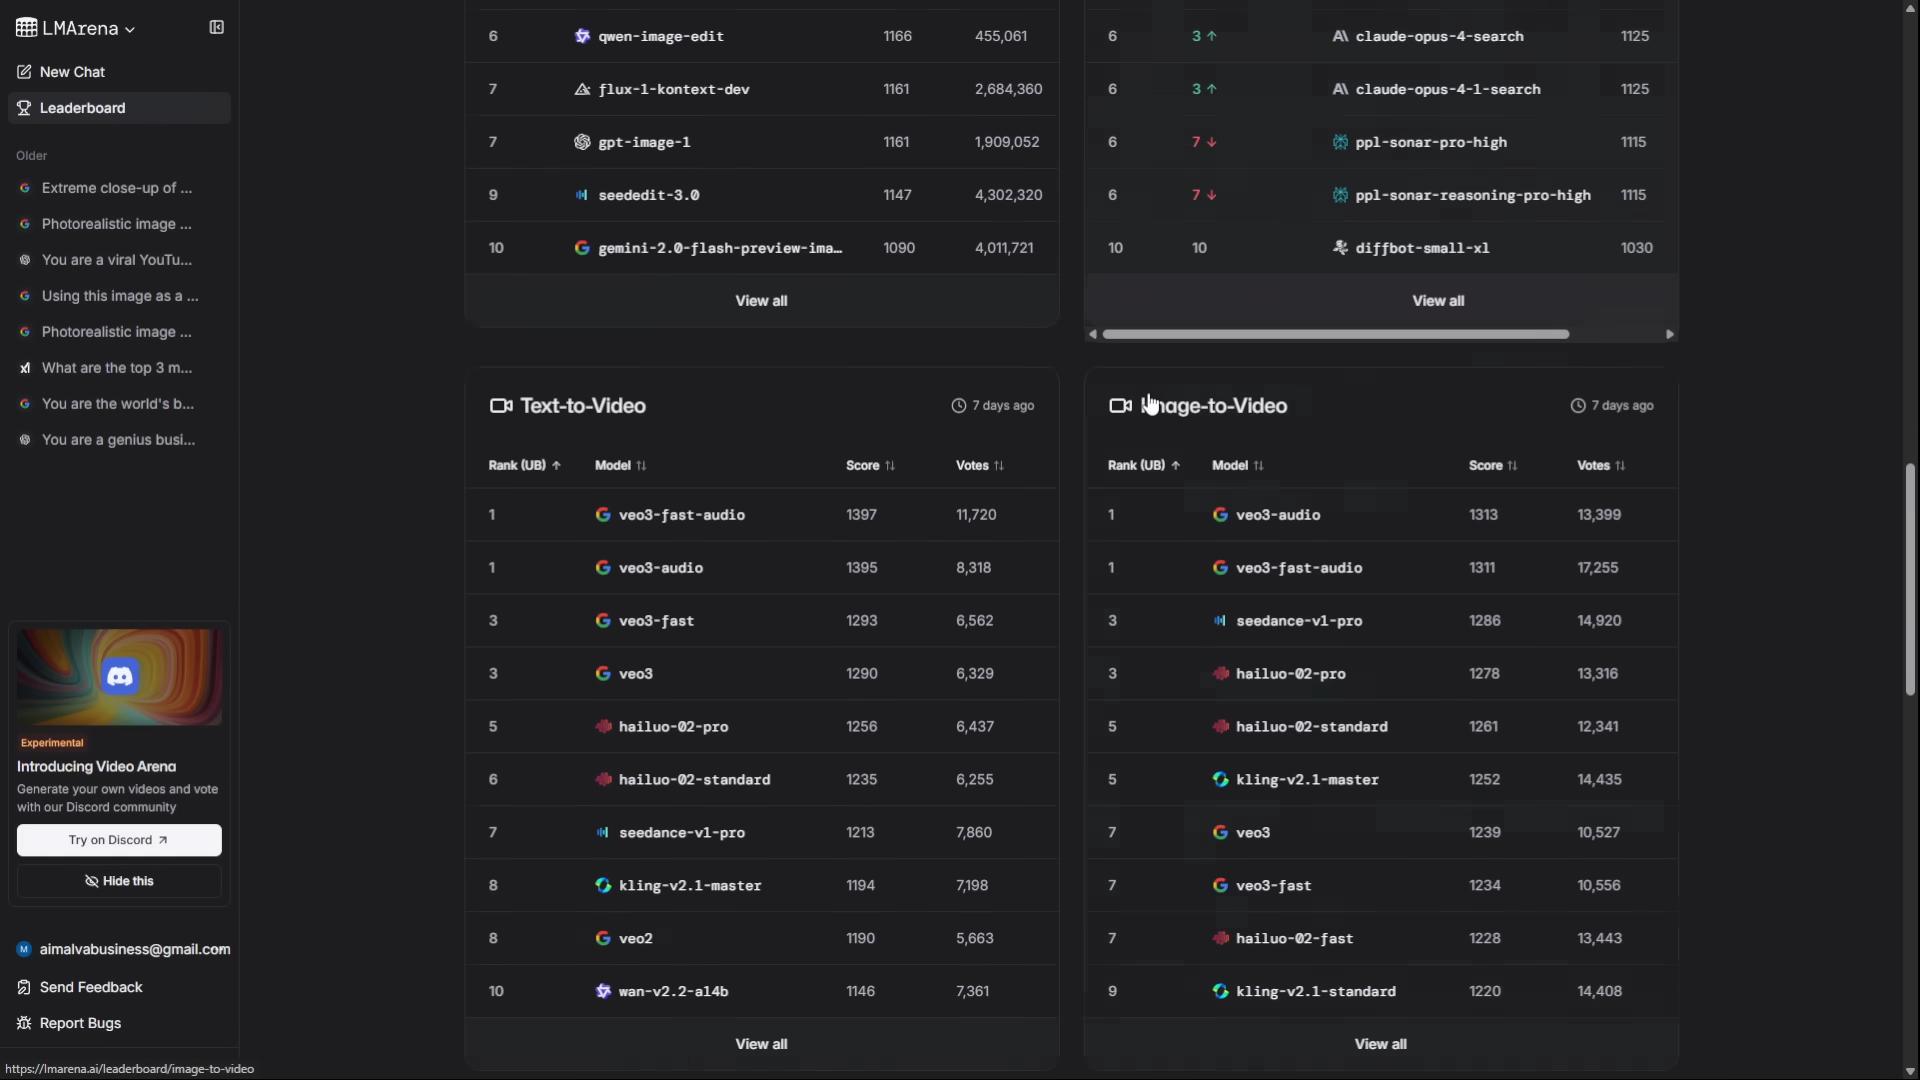 LMArena
New Chat
Leaderboard
Older
Extreme close-up of ...
Photorealistic image ...
You are a viral YouTu...
Using this image as a ...
Photorealistic image ...
What are the top 3 m...
You are the world's b...
You are a genius busi...
Experimental
Introducing Video Arena
Generate your own videos and vote
with our Discord community
Try on Discord
Hide this
M aimalvabusiness@gmail.com
Send Feedback
Report Bugs
https://lmarena.ai/leaderboard/image-to-video
6 qwen-image-edit 1166 455,061
7 flux-1-kontext-dev 1161 2,684,360
7 gpt-image-1 1161 1,909,052
9 seededit-3.0 1147 4,302,320
10 gemini-2.0-flash-preview-ima... 1090 4,011,721
View all
6 3 ↑ claude-opus-4-search 1125
6 3 ↑ claude-opus-4-1-search 1125
6 7 ↓ ppl-sonar-pro-high 1115
6 7 ↓ ppl-sonar-reasoning-pro-high 1115
10 10 diffbot-small-xl 1030
View all
Text-to-Video 7 days ago
Rank (UB) ↑ Model ↑↓ Score ↑↓ Votes ↑↓
1 veo3-fast-audio 1397 11,720
1 veo3-audio 1395 8,318
3 veo3-fast 1293 6,562
3 veo3 1290 6,329
5 hailuo-02-pro 1256 6,437
6 hailuo-02-standard 1235 6,255
7 seedance-v1-pro 1213 7,860
8 kling-v2.1-master 1194 7,198
8 veo2 1190 5,663
10 wan-v2.2-a14b 1146 7,361
View all
Image-to-Video 7 days ago
Rank (UB) ↑ Model ↑↓ Score ↑↓ Votes ↑↓
1 veo3-audio 1313 13,399
1 veo3-fast-audio 1311 17,255
3 seedance-v1-pro 1286 14,920
3 hailuo-02-pro 1278 13,316
5 hailuo-02-standard 1261 12,341
5 kling-v2.1-master 1252 14,435
7 veo3 1239 10,527
7 veo3-fast 1234 10,556
7 hailuo-02-fast 1228 13,443
9 kling-v2.1-standard 1220 14,408
View all